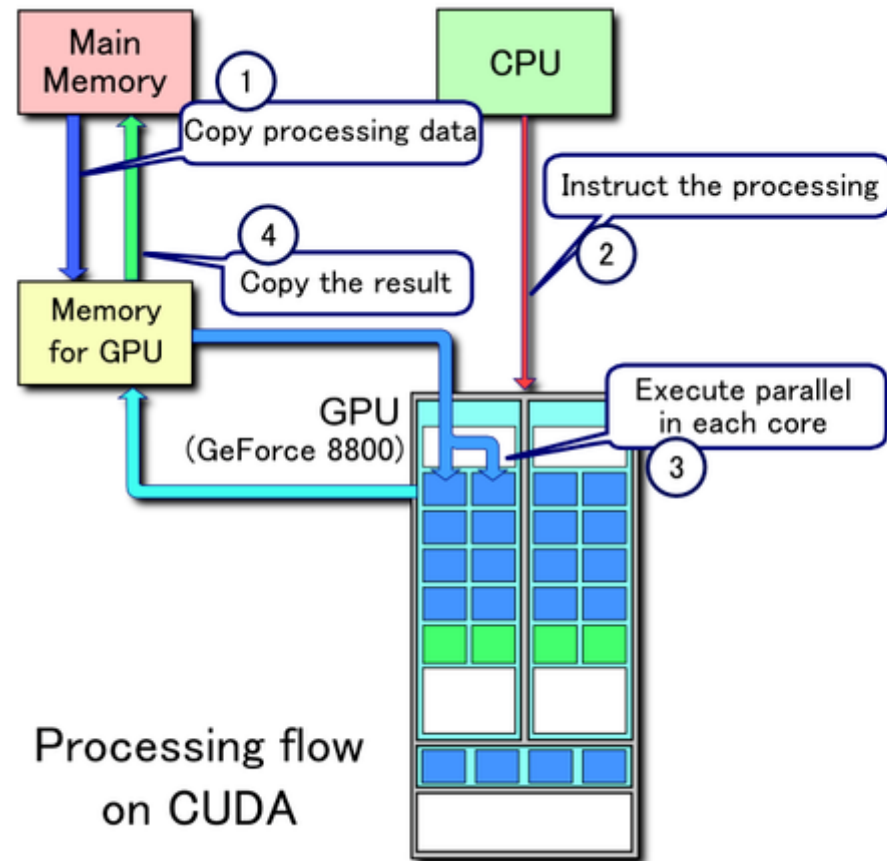 Main
Memory
CPU
1
Copy processing data
Instruct the processing
2
4
Copy the result
Memory
for GPU
GPU
(GeForce 8800)
Execute parallel
in each core
3
Processing flow
on CUDA